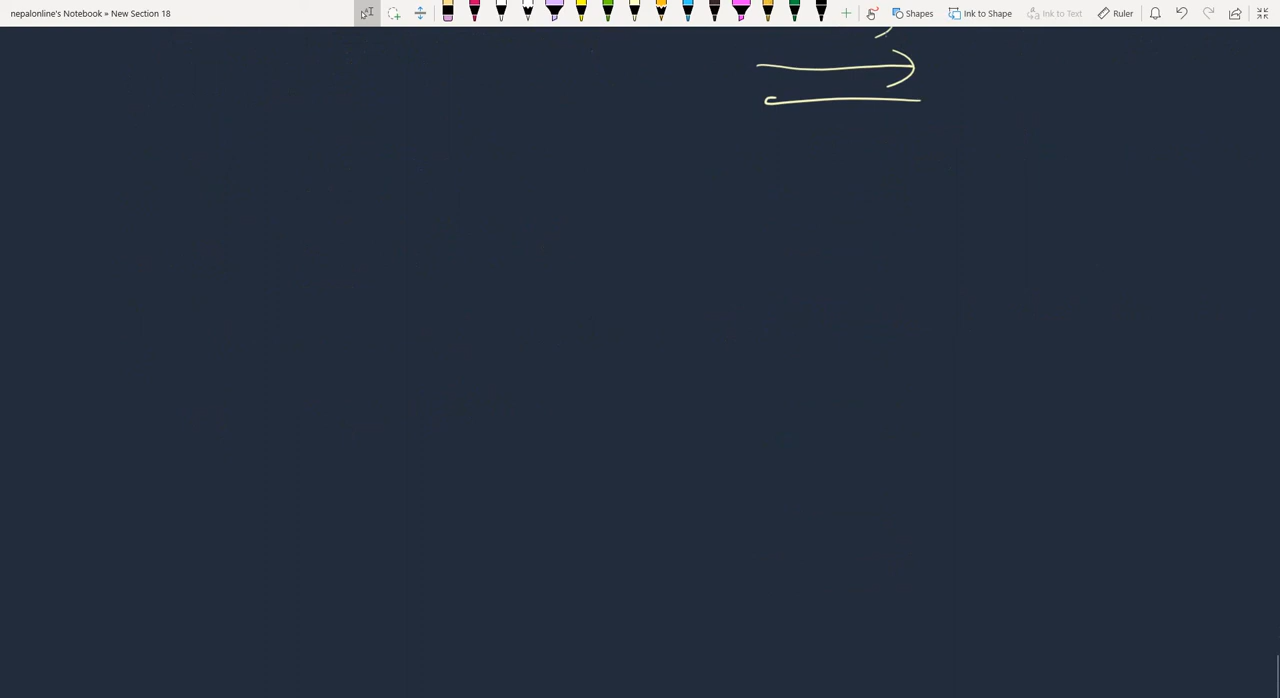 nepalonline's Notebook » New Section 18
Shapes
Ink to Shape
Ink to Text
Ruler